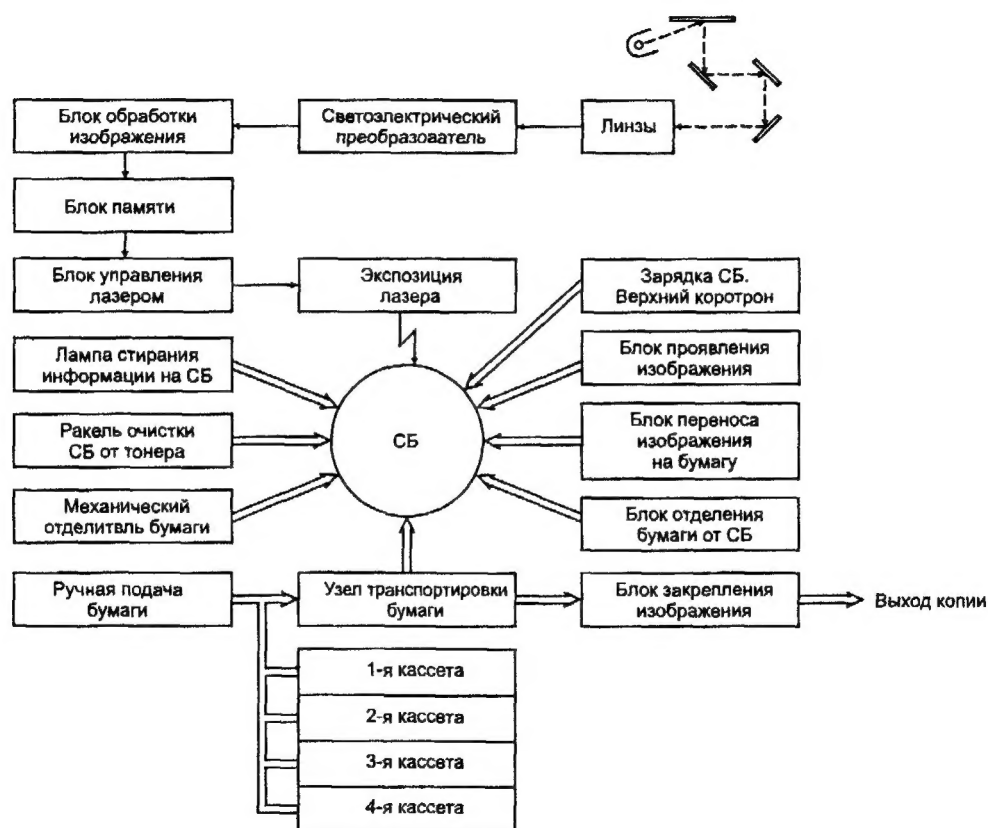 Блок обработки
изображения
Светоэлектрический
преобразователь
Линзы
Блок памяти
Блок управления
лазером
Экспозиция
лазера
Зарядка СБ.
Верхний коротрон
Лампа стирания
информации на СБ
Блок проявления
изображения
Ракель очистки
СБ от тонера
СБ
Блок переноса
изображения
на бумагу
Механический
отделитвль бумаги
Блок отделения
бумаги от СБ
Ручная подача
бумаги
Узел транспортировки
бумаги
Блок закрепления
изображения
Выход копии
1-я кассета
2-я кассета
3-я кассета
4-я кассета